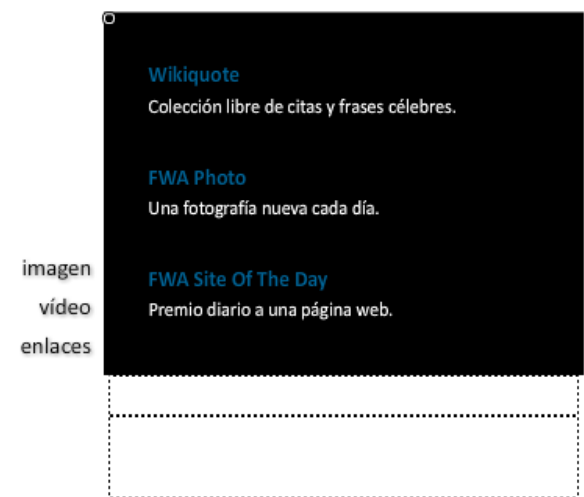 Wikiquote
Colección libre de citas y frases célebres.
FWA Photo
Una fotografía nueva cada día.
FWA Site Of The Day
Premio diario a una página web.
imagen
vídeo
enlaces